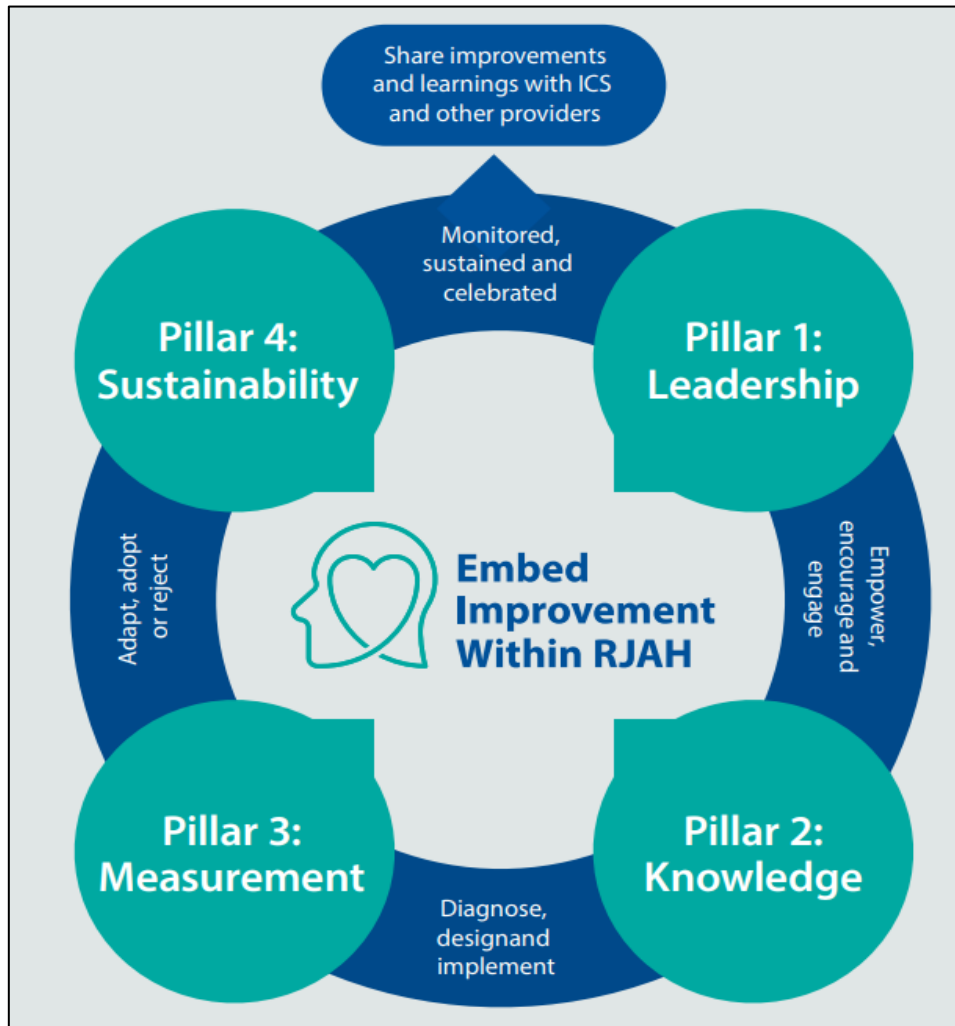 Share improvements
and learnings with ICS
and other providers
Monitored,
sustained and
celebrated
Pillar 4:
Sustainability
Pillar 1:
Leadership
Adapt, adopt
or reject
Embed
Improvement
Within RJAH
Empower,
encourage and
engage
Pillar 3:
Measurement
Pillar 2:
Knowledge
Diagnose,
designand
implement